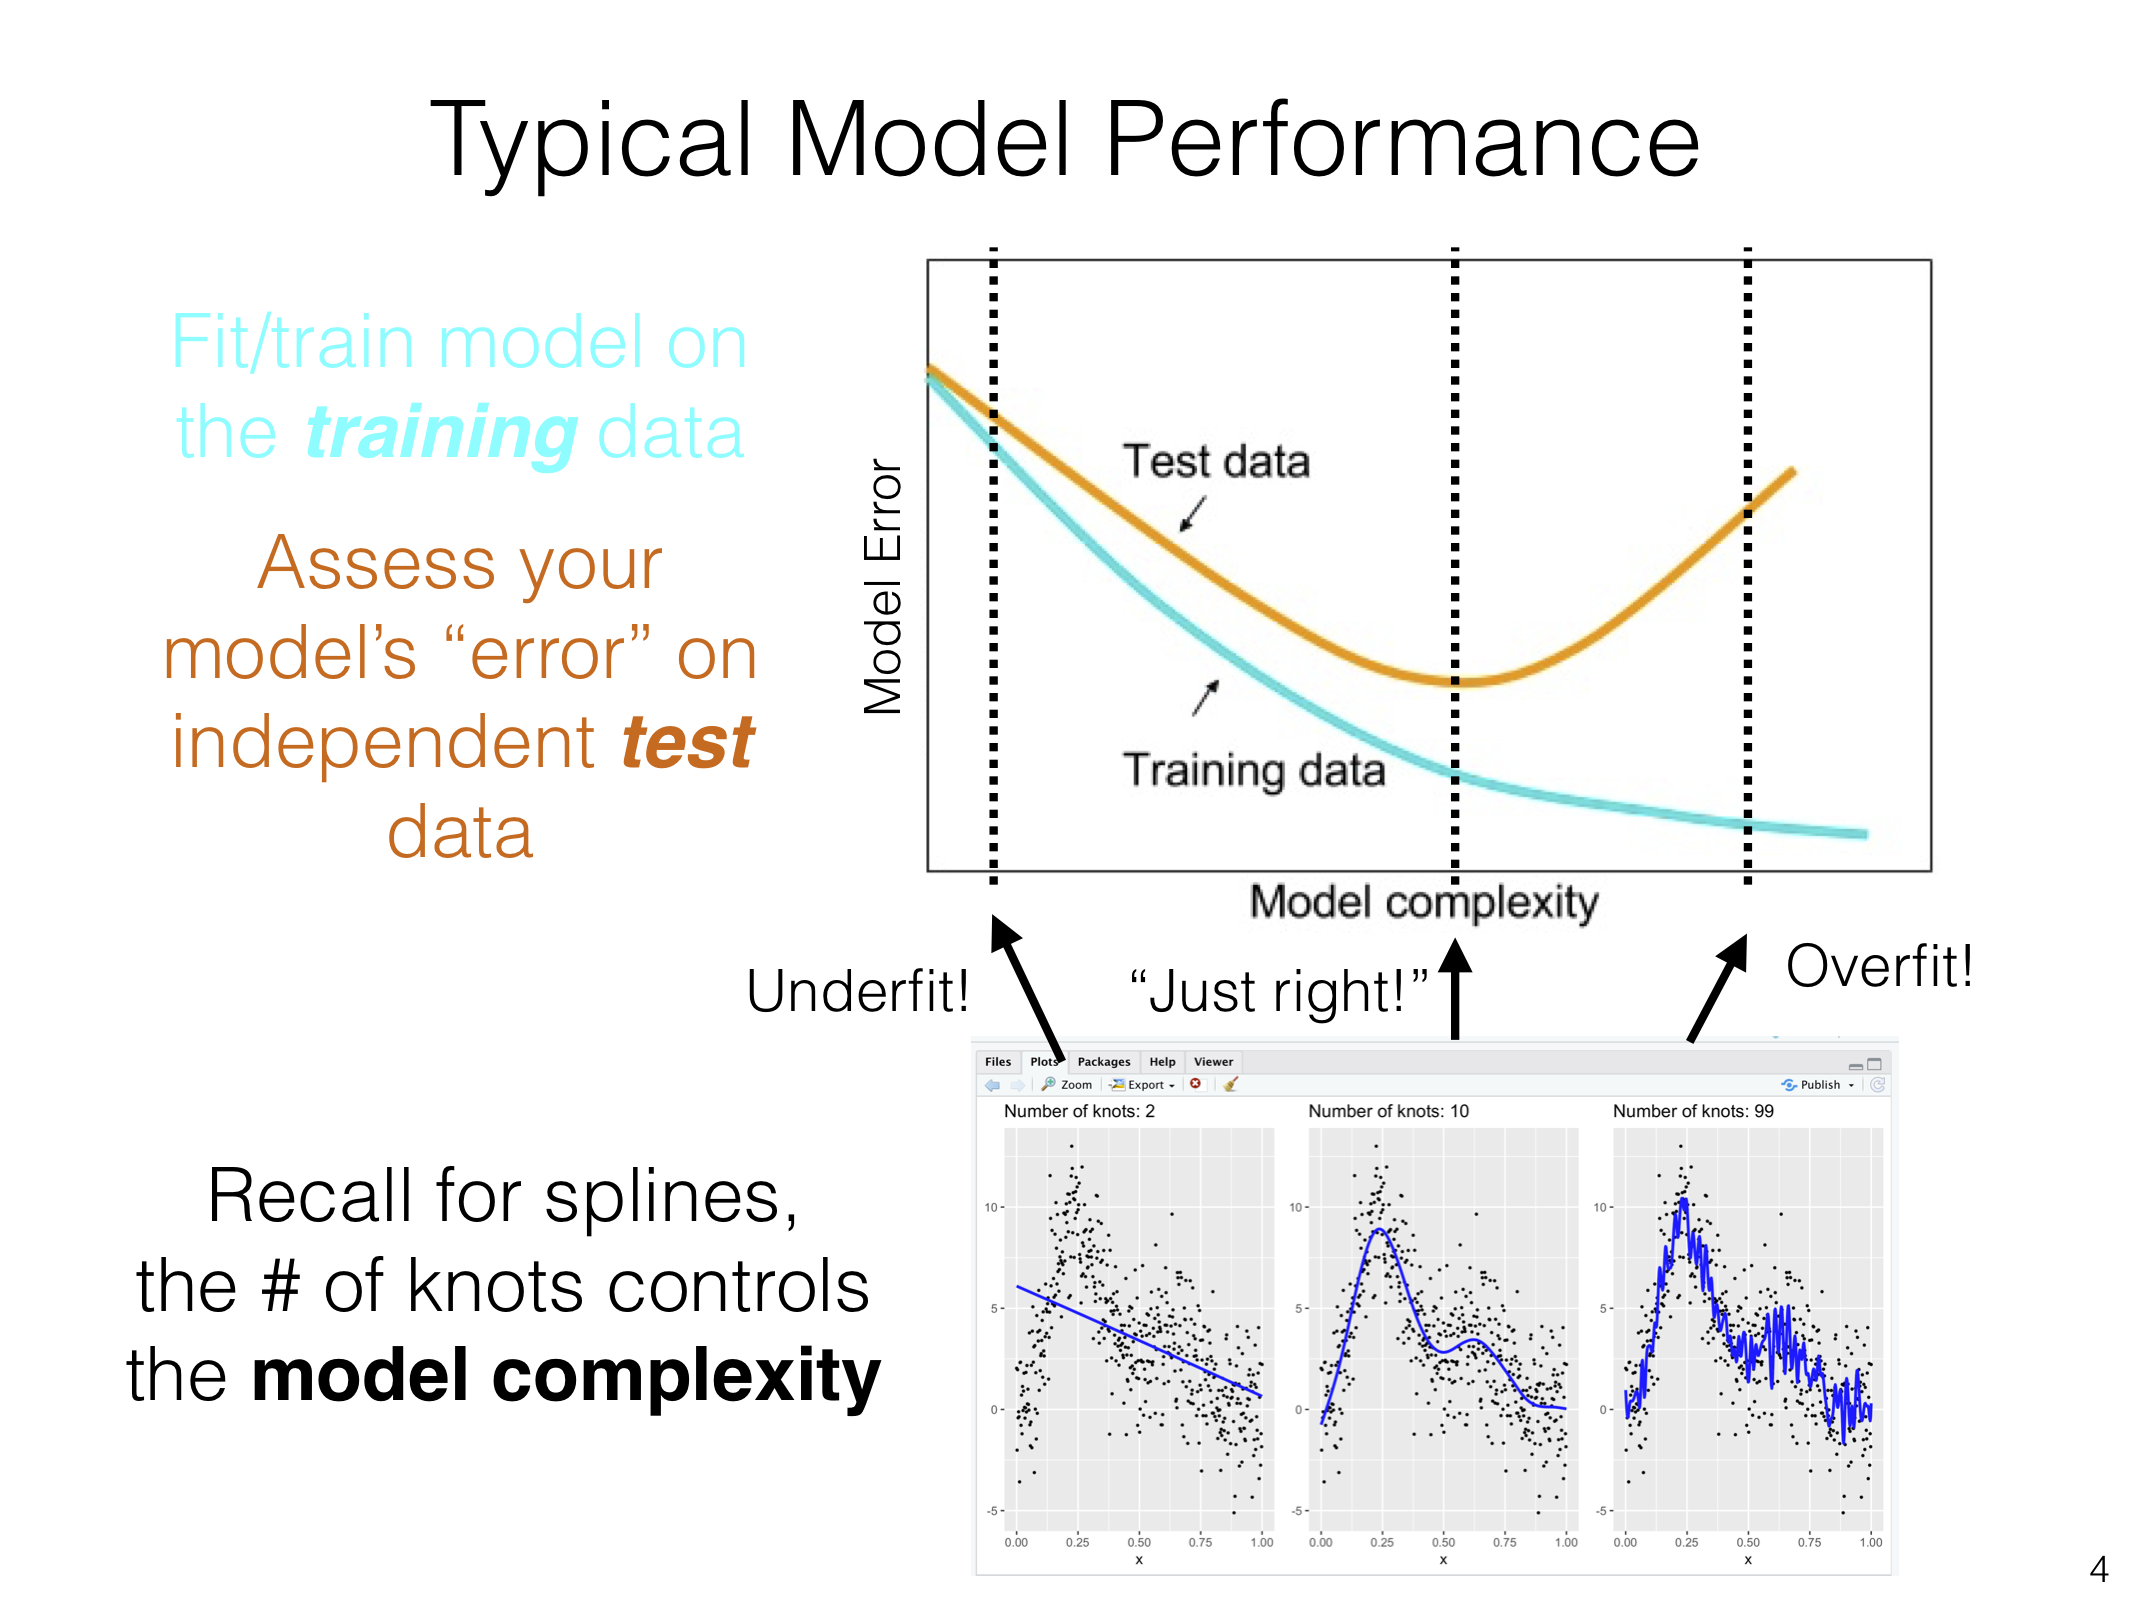 Typical Model Performance
Fit/train model on
the training data
Assess your
model's “error” on
independent test
data
Model Error
Test data
Training data
Model complexity
Underfit!
“Just right!”
Overfit!
Recall for splines,
the # of knots controls
the model complexity
Files Plots Packages Help Viewer
Zoom Export Publish
Number of knots: 2
10
5
0
-5
0.00 0.25 0.50 0.75 1.00
x
Number of knots: 10
10
5
0
-5
0.00 0.25 0.50 0.75 1.00
x
Number of knots: 99
10
5
0
-5
0.00 0.25 0.50 0.75 1.00
x
4